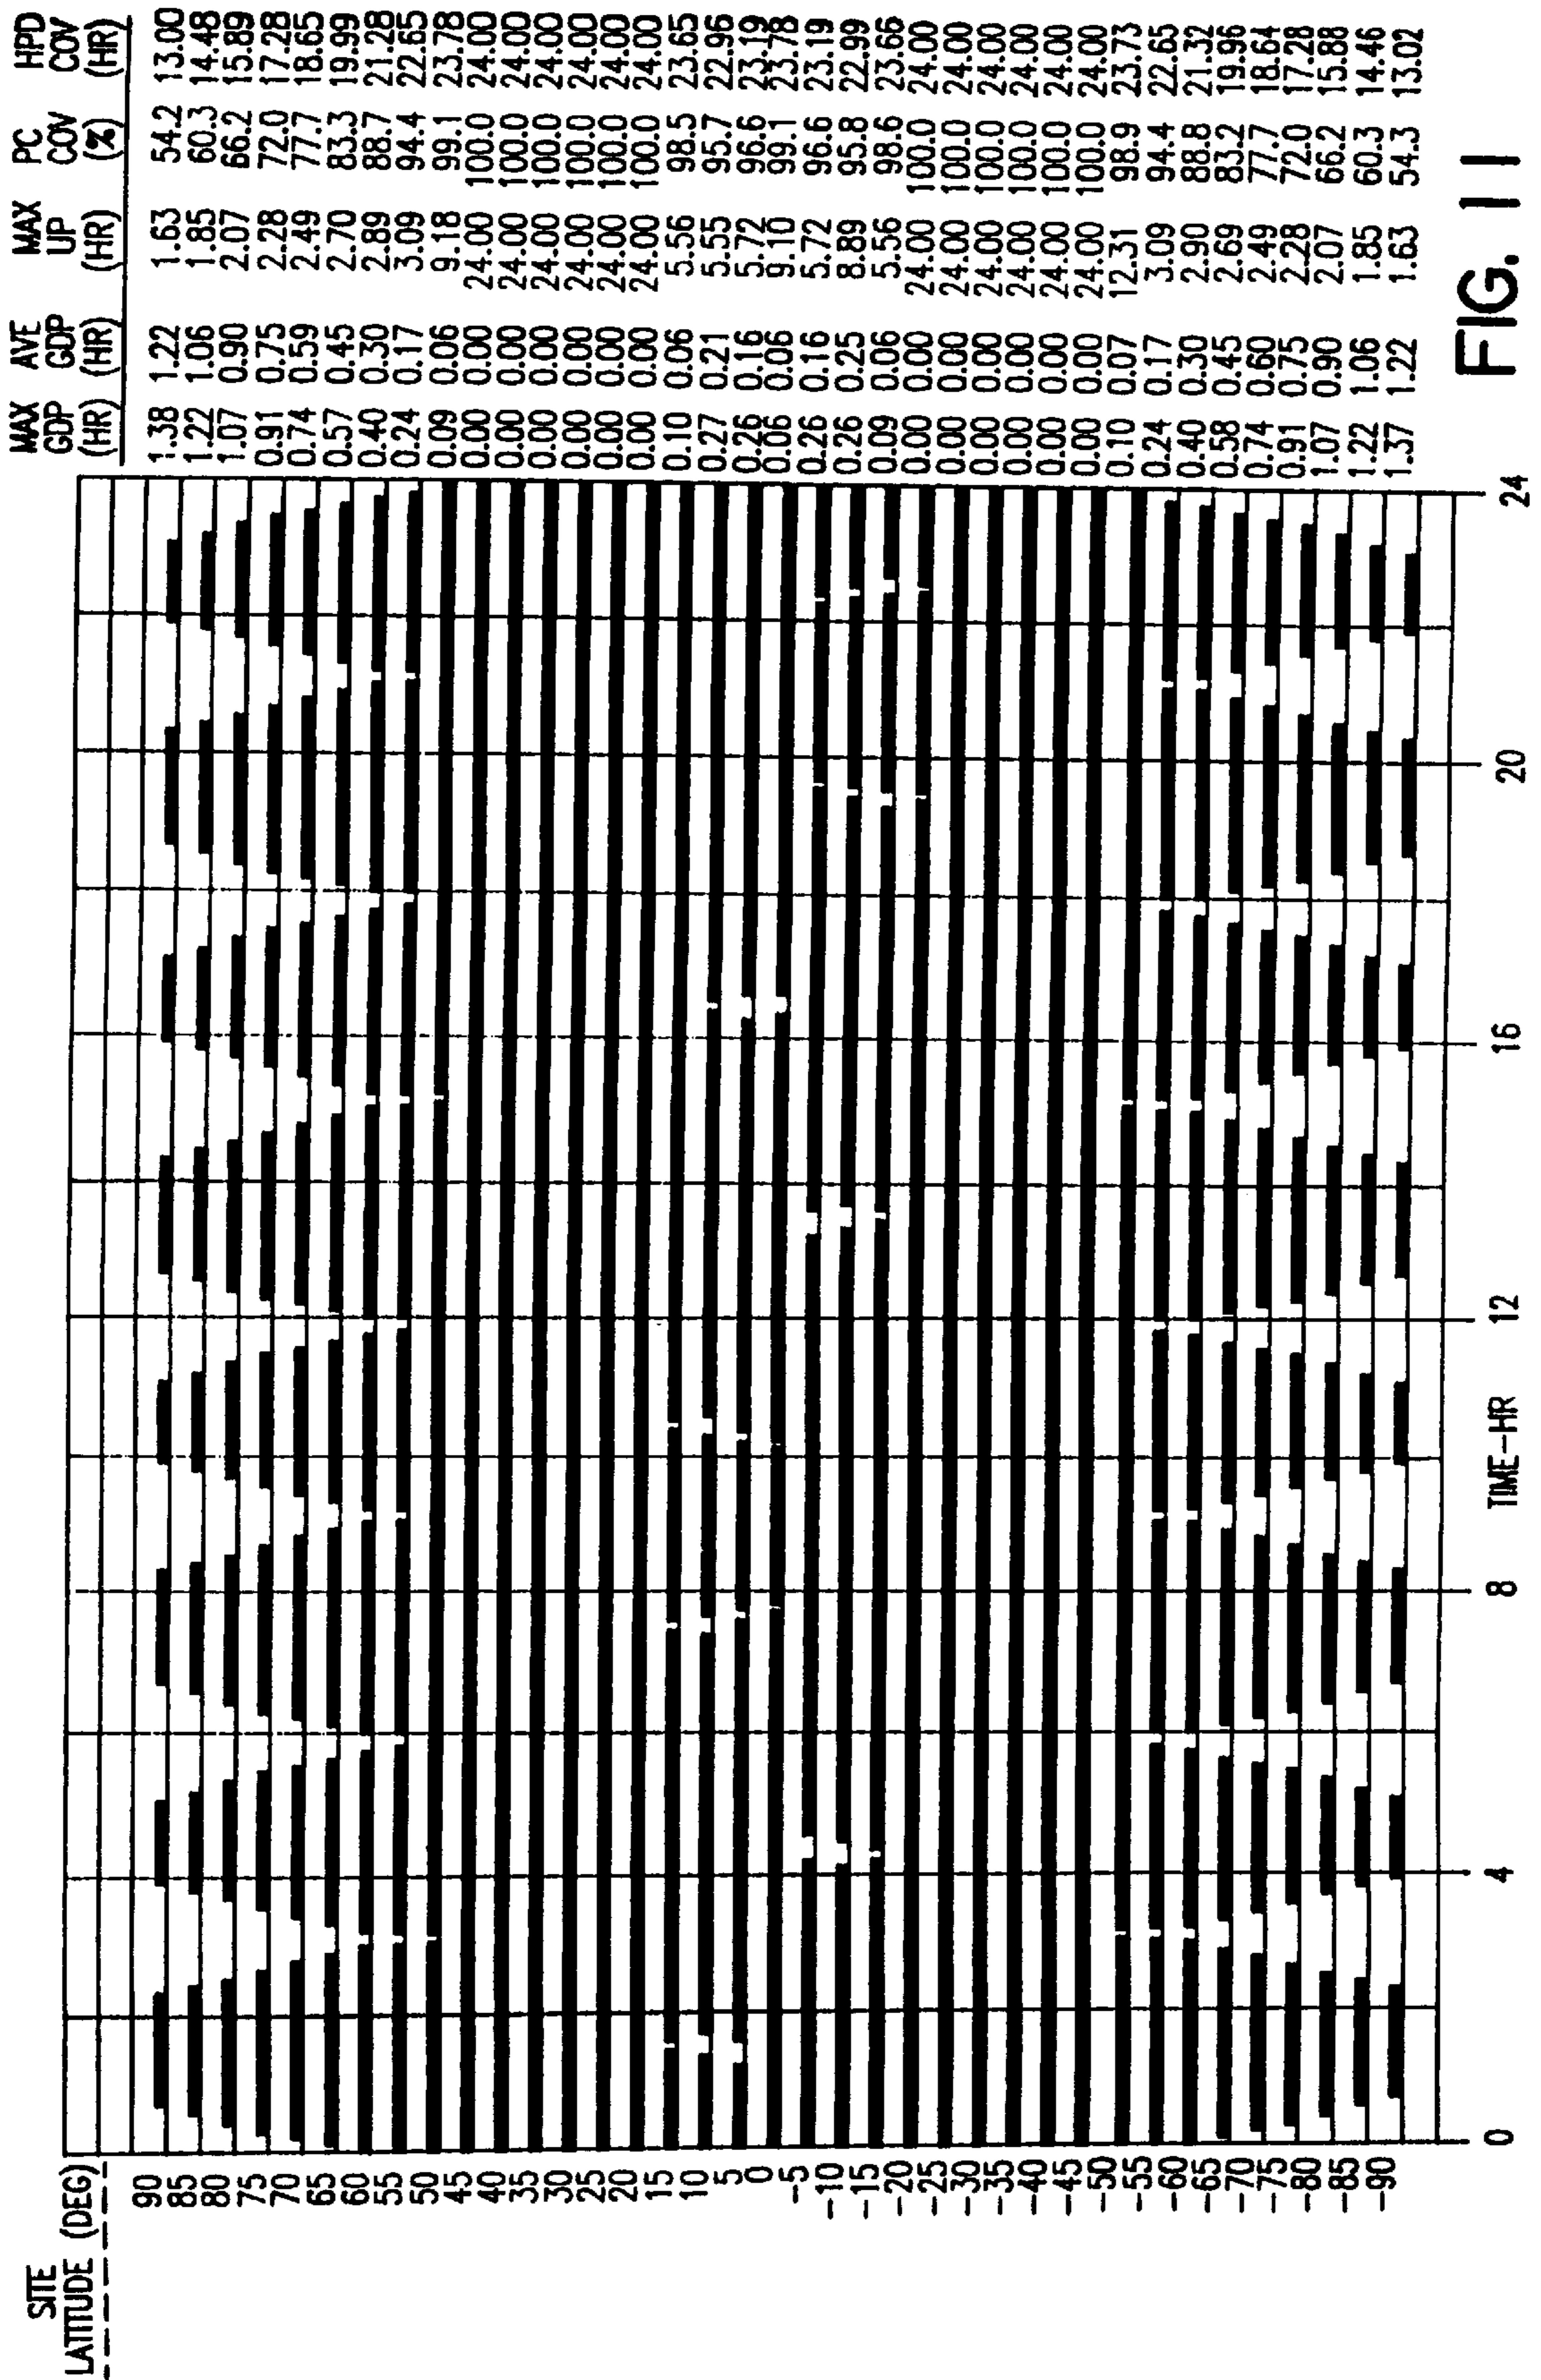 SITE
LATITUDE (DEG)
MAX GDP (HR) AVE GDP (HR) MAX UP (HR) PC COV (%) HPD COV (HR)
90 1.38 1.22 1.63 54.2 13.00
85 1.22 1.06 1.85 60.3 14.48
80 1.07 0.90 2.07 66.2 15.89
75 0.91 0.75 2.28 72.0 17.28
70 0.74 0.59 2.49 77.7 18.65
65 0.57 0.45 2.70 83.3 19.99
60 0.40 0.30 2.89 88.7 21.28
55 0.24 0.17 3.09 94.4 22.65
50 0.09 0.06 9.18 99.1 23.78
45 0.00 0.00 24.00 100.0 24.00
40 0.00 0.00 24.00 100.0 24.00
35 0.00 0.00 24.00 100.0 24.00
30 0.00 0.00 24.00 100.0 24.00
25 0.00 0.00 24.00 100.0 24.00
20 0.00 0.00 24.00 100.0 24.00
15 0.10 0.06 5.56 98.5 23.65
10 0.27 0.21 5.55 95.7 22.96
5 0.26 0.16 5.72 96.6 23.19
0 0.06 0.06 9.10 99.1 23.78
-5 0.26 0.16 5.72 96.6 23.19
-10 0.26 0.25 8.89 95.8 22.99
-15 0.09 0.06 5.56 98.6 23.66
-20 0.00 0.00 24.00 100.0 24.00
-25 0.00 0.00 24.00 100.0 24.00
-30 0.00 0.00 24.00 100.0 24.00
-35 0.00 0.00 24.00 100.0 24.00
-40 0.00 0.00 24.00 100.0 24.00
-45 0.00 0.00 24.00 100.0 24.00
-50 0.10 0.07 12.31 98.9 23.73
-55 0.24 0.17 3.09 94.4 22.65
-60 0.40 0.30 2.90 88.8 21.32
-65 0.58 0.45 2.69 83.2 19.96
-70 0.74 0.60 2.49 77.7 18.64
-75 0.91 0.75 2.28 72.0 17.28
-80 1.07 0.90 2.07 66.2 15.88
-85 1.22 1.06 1.85 60.3 14.46
-90 1.37 1.22 1.63 54.3 13.02
0 4 8 12 16 20 24
TIME-HR
FIG. 11